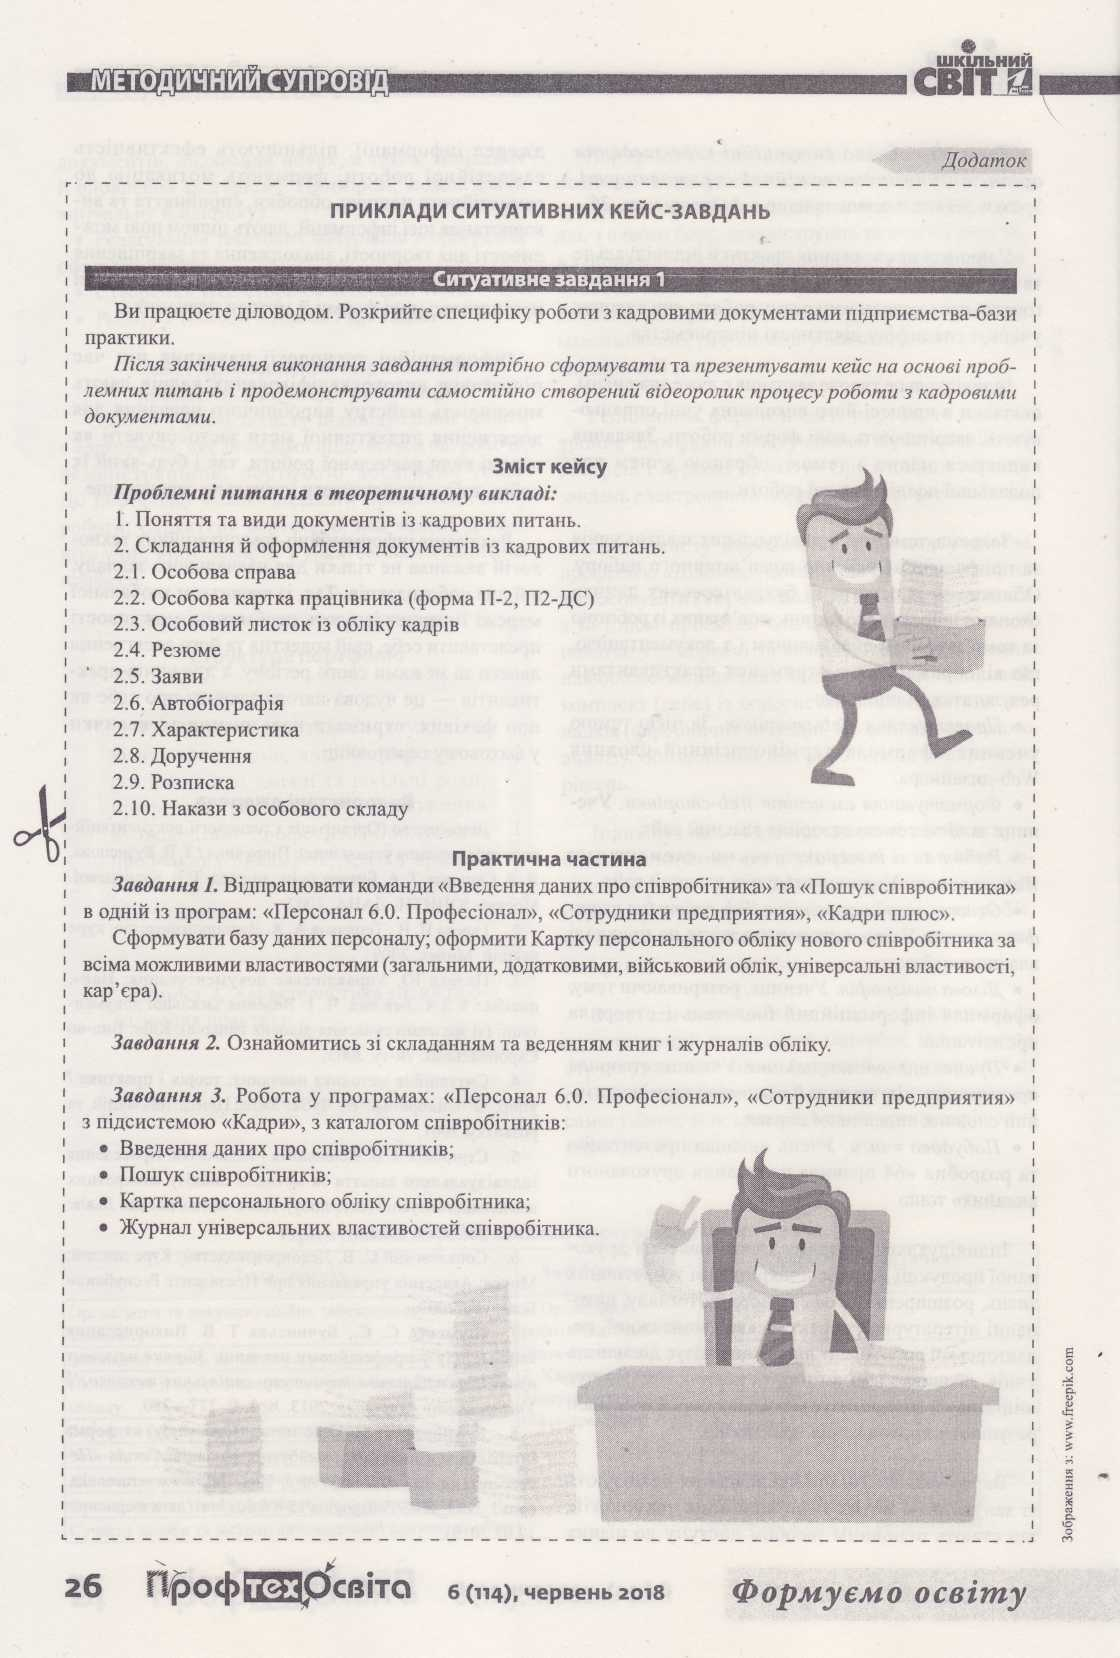 МЕТОДИЧНИЙ СУПРОВІД
ШКІЛЬНИЙ
СВІТ
Додаток
ПРИКЛАДИ СИТУАТИВНИХ КЕЙС-ЗАВДАНЬ
Ситуативне завдання 1
Ви працюєте діловодом. Розкрийте специфіку роботи з кадровими документами підприємства-бази
практики.
Після закінчення виконання завдання потрібно сформувати та презентувати кейс на основі проб-
лемних питань і продемонструвати самостійно створений відеоролик процесу роботи з кадровими
документами.
Зміст кейсу
Проблемні питання в теоретичному викладі:
1. Поняття та види документів із кадрових питань.
2. Складання й оформлення документів із кадрових питань.
2.1. Особова справа
2.2. Особова картка працівника (форма П-2, П2-ДС)
2.3. Особовий листок із обліку кадрів
2.4. Резюме
2.5. Заяви
2.6. Автобіографія
2.7. Характеристика
2.8. Доручення
2.9. Розписка
2.10. Накази з особового складу
Практична частина
Завдання 1. Відпрацювати команди «Введення даних про співробітника» та «Пошук співробітника»
в одній із програм: «Персонал 6.0. Професіонал», «Сотрудники предприятия», «Кадри плюс».
Сформувати базу даних персоналу; оформити Картку персонального обліку нового співробітника за
всіма можливими властивостями (загальними, додатковими, військовий облік, універсальні властивості,
кар’єра).
Завдання 2. Ознайомитись зі складанням та веденням книг і журналів обліку.
Завдання 3. Робота у програмах: «Персонал 6.0. Професіонал», «Сотрудники предприятия»
з підсистемою «Кадри», з каталогом співробітників:
• Введення даних про співробітників;
• Пошук співробітників;
• Картка персонального обліку співробітника;
• Журнал універсальних властивостей співробітника.
Зображення з: www.freepik.com
26 ПрофтехОсвіта 6 (114), червень 2018 Формуємо освіту